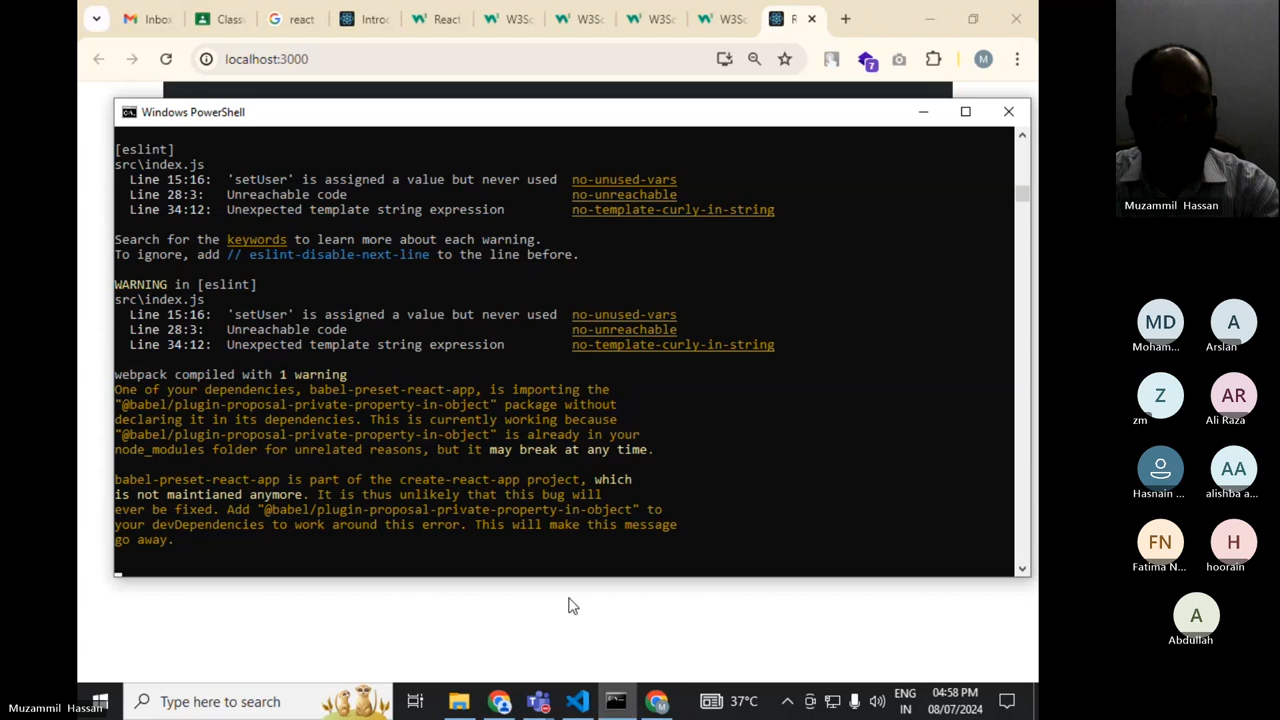 Inbox
Class
react
Intro
React
W3Sc
W3Sc
W3Sc
W3Sc
R
localhost:3000
7
M
Windows PowerShell
[eslint]
src\index.js
Line 15:16: 'setUser' is assigned a value but never used no-unused-vars
Line 28:3: Unreachable code no-unreachable
Line 34:12: Unexpected template string expression no-template-curly-in-string
Search for the keywords to learn more about each warning.
To ignore, add // eslint-disable-next-line to the line before.
WARNING in [eslint]
src\index.js
Line 15:16: 'setUser' is assigned a value but never used no-unused-vars
Line 28:3: Unreachable code no-unreachable
Line 34:12: Unexpected template string expression no-template-curly-in-string
webpack compiled with 1 warning
One of your dependencies, babel-preset-react-app, is importing the
"@babel/plugin-proposal-private-property-in-object" package without
declaring it in its dependencies. This is currently working because
"@babel/plugin-proposal-private-property-in-object" is already in your
node_modules folder for unrelated reasons, but it may break at any time.
babel-preset-react-app is part of the create-react-app project, which
is not maintianed anymore. It is thus unlikely that this bug will
ever be fixed. Add "@babel/plugin-proposal-private-property-in-object" to
your devDependencies to work around this error. This will make this message
go away.
Type here to search
37°C
ENG
IN
04:58 PM
08/07/2024
Muzammil Hassan
Muzammil Hassan
MD
Moham...
A
Arslan
Z
zm
AR
Ali Raza
Hasnain ...
AA
alishba a...
FN
Fatima N...
H
hoorain
A
Abdullah